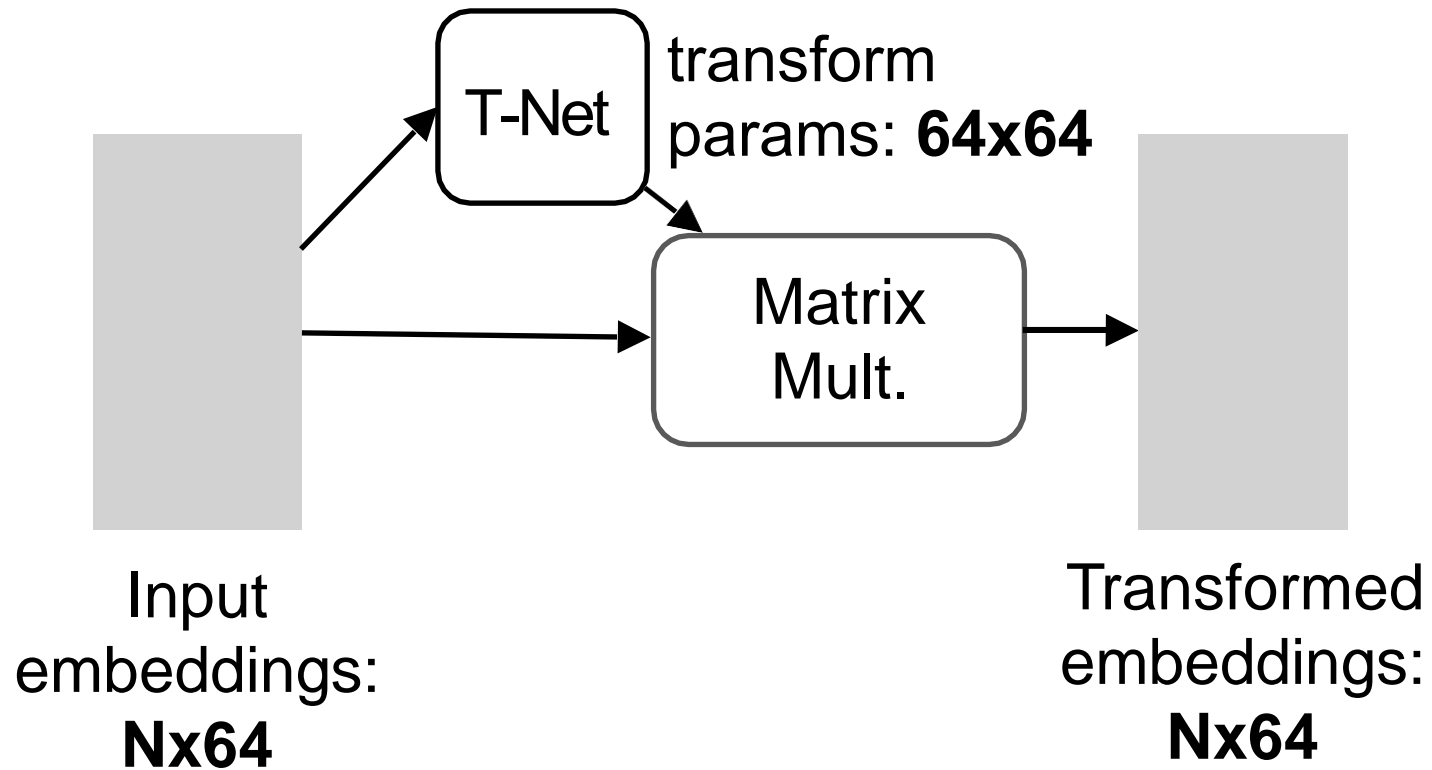 T-Net
transform
params: 64x64
Matrix
Mult.
Input
embeddings:
Nx64
Transformed
embeddings:
Nx64